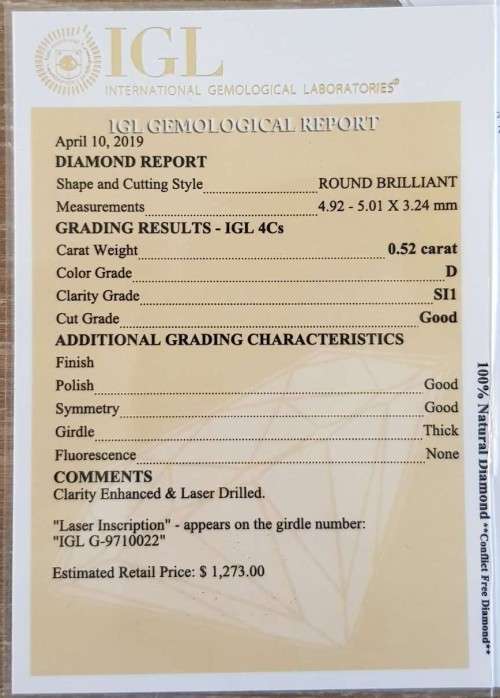 IGL
INTERNATIONAL GEMOLOGICAL LABORATORIES®
IGL GEMOLOGICAL REPORT
April 10, 2019
DIAMOND REPORT
Shape and Cutting Style ROUND BRILLIANT
Measurements 4.92 - 5.01 X 3.24 mm
GRADING RESULTS - IGL 4Cs
Carat Weight 0.52 carat
Color Grade D
Clarity Grade SI1
Cut Grade Good
ADDITIONAL GRADING CHARACTERISTICS
Finish
Polish Good
Symmetry Good
Girdle Thick
Fluorescence None
COMMENTS
Clarity Enhanced & Laser Drilled.
"Laser Inscription" - appears on the girdle number:
"IGL G-9710022"
Estimated Retail Price: $ 1,273.00
100% Natural Diamond **Conflict Free Diamond**